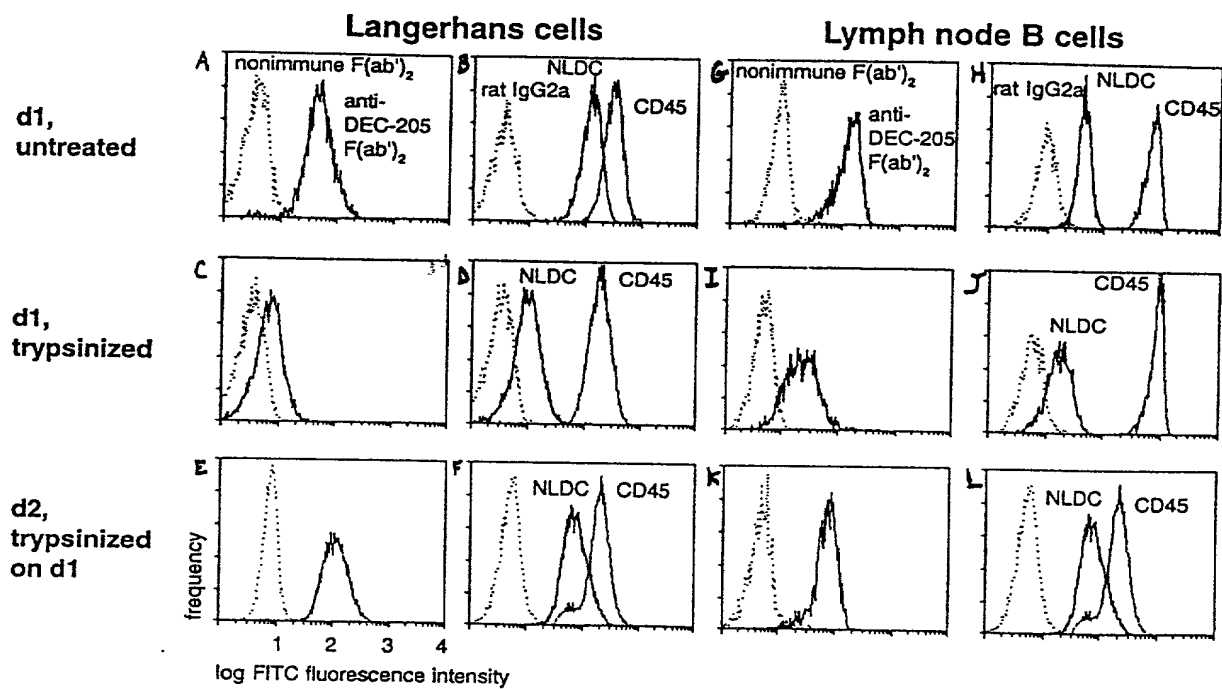 Langerhans cells
Lymph node B cells
d1,
untreated
A
nonimmune F(ab')2
anti-
DEC-205
F(ab')2
B
NLDC
rat IgG2a
CD45
G
nonimmune F(ab')2
anti-
DEC-205
F(ab')2
H
rat IgG2a
NLDC
CD45
d1,
trypsinized
C
D
NLDC
CD45
I
J
CD45
NLDC
d2,
trypsinized
on d1
E
F
NLDC
CD45
K
L
NLDC
CD45
frequency
1 2 3 4
log FITC fluorescence intensity